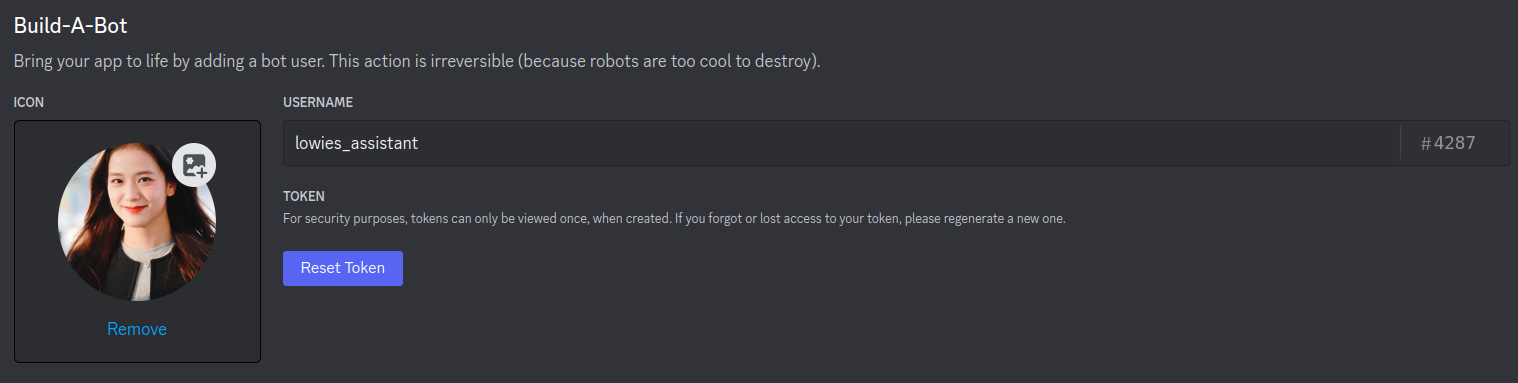 Build-A-Bot
Bring your app to life by adding a bot user. This action is irreversible (because robots are too cool to destroy).
ICON
USERNAME
lowies_assistant
#4287
TOKEN
For security purposes, tokens can only be viewed once, when created. If you forgot or lost access to your token, please regenerate a new one.
Reset Token
Remove